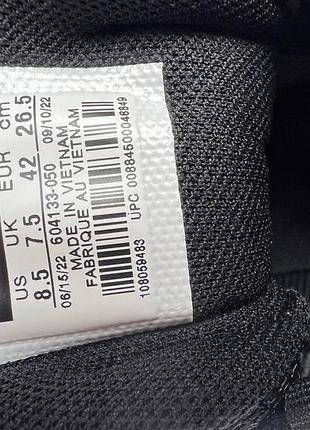 US UK EUR cm
8.5 7.5 42 26.5
06/15/22 604133-050 09/10/22
MADE IN VIETNAM
FABRIQUE AU VIETNAM
UPC 00884500046849
108059483